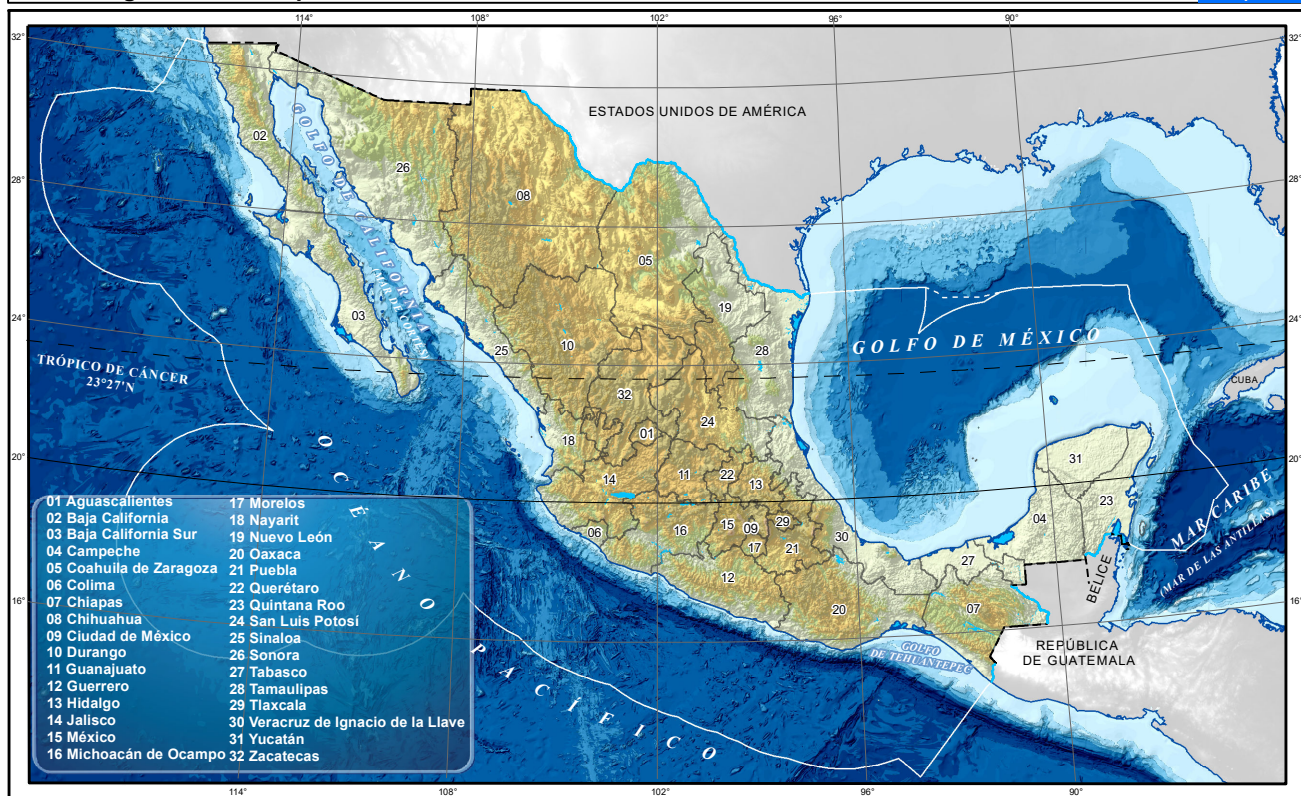 114°
108°
102°
96°
90°
32°
32°
ESTADOS UNIDOS DE AMÉRICA
GOLFO DE CALIFORNIA
02
26
08
28°
28°
05
19
03
24°
24°
25
10
28
GOLFO DE MÉXICO
TRÓPICO DE CÁNCER
23°27'N
CUBA
32
24
18
01
20°
20°
31
14
11
22
13
23
04
06
16
15
09
29
30
17
21
27
MAR CARIBE
(MAR DE LAS ANTILLAS)
BELICE
12
20
07
16°
16°
REPÚBLICA
DE GUATEMALA
GOLFO
DE TEHUANTEPEC
OCÉANO PACÍFICO
01 Aguascalientes
02 Baja California
03 Baja California Sur
04 Campeche
05 Coahuila de Zaragoza
06 Colima
07 Chiapas
08 Chihuahua
09 Ciudad de México
10 Durango
11 Guanajuato
12 Guerrero
13 Hidalgo
14 Jalisco
15 México
16 Michoacán de Ocampo
17 Morelos
18 Nayarit
19 Nuevo León
20 Oaxaca
21 Puebla
22 Querétaro
23 Quintana Roo
24 San Luis Potosí
25 Sinaloa
26 Sonora
27 Tabasco
28 Tamaulipas
29 Tlaxcala
30 Veracruz de Ignacio de la Llave
31 Yucatán
32 Zacatecas
114°
108°
102°
96°
90°